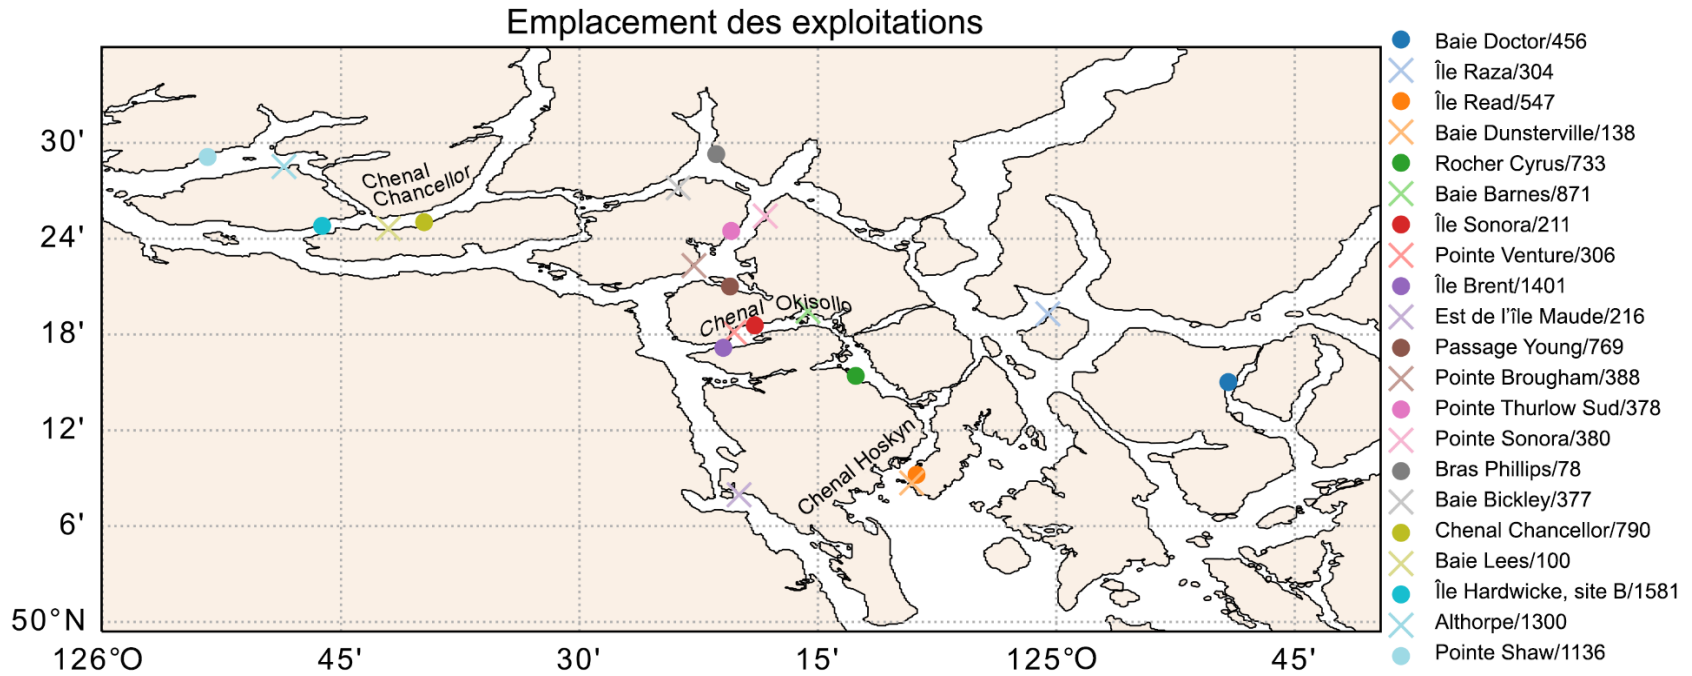 Emplacement des exploitations
30'
24'
18'
12'
6'
50°N
126°O
45'
30'
15'
125°O
45'
Chenal
Chancellor
Chenal Okisollo
Chenal Hoskyn
Baie Doctor/456
Île Raza/304
Île Read/547
Baie Dunsterville/138
Rocher Cyrus/733
Baie Barnes/871
Île Sonora/211
Pointe Venture/306
Île Brent/1401
Est de l'île Maude/216
Passage Young/769
Pointe Brougham/388
Pointe Thurlow Sud/378
Pointe Sonora/380
Bras Phillips/78
Baie Bickley/377
Chenal Chancellor/790
Baie Lees/100
Île Hardwicke, site B/1581
Althorpe/1300
Pointe Shaw/1136